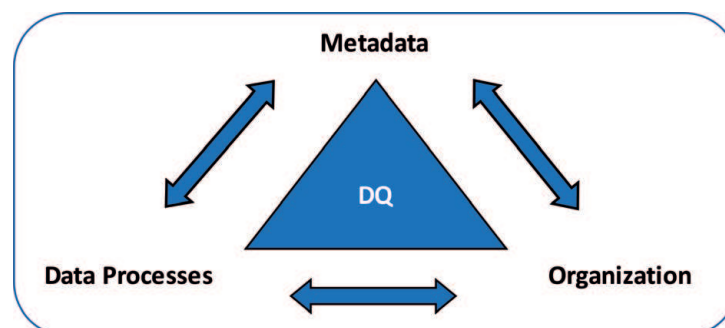 Metadata
DQ
Data Processes
Organization